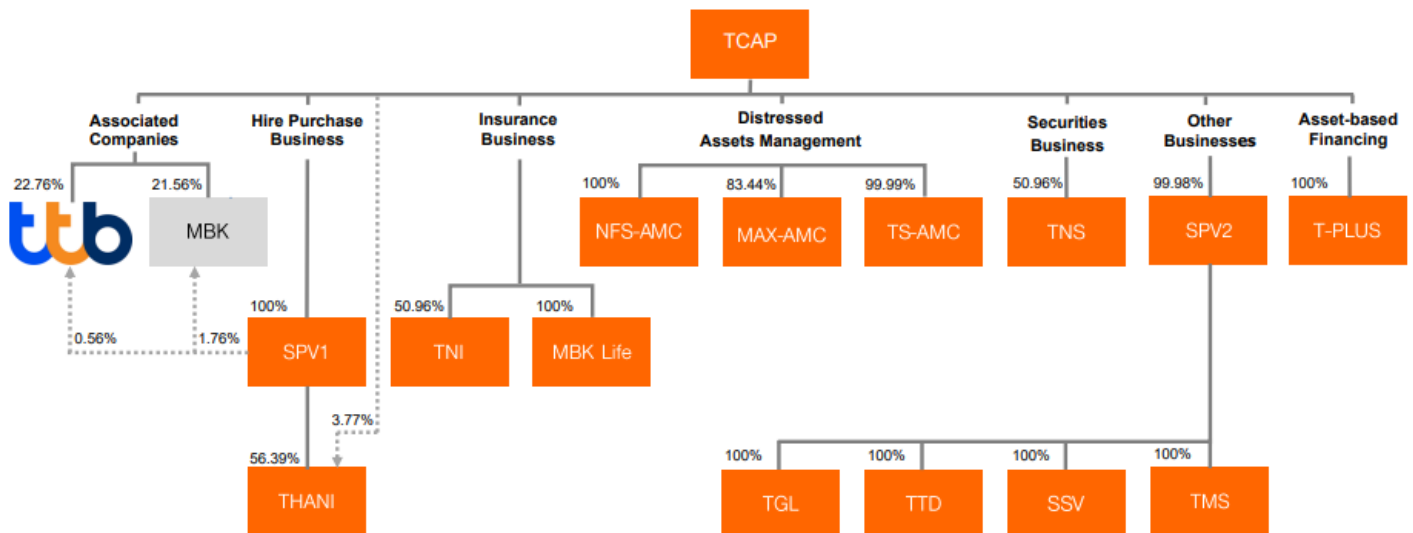 TCAP
Associated
Companies
Hire Purchase
Business
Insurance
Business
Distressed
Assets Management
Securities
Business
Other
Businesses
Asset-based
Financing
22.76%
21.56%
100%
83.44%
99.99%
50.96%
99.98%
100%
ttb
MBK
NFS-AMC
MAX-AMC
TS-AMC
TNS
SPV2
T-PLUS
100%
50.96%
100%
0.56%
1.76%
SPV1
TNI
MBK Life
3.77%
56.39%
100%
100%
100%
100%
THANI
TGL
TTD
SSV
TMS